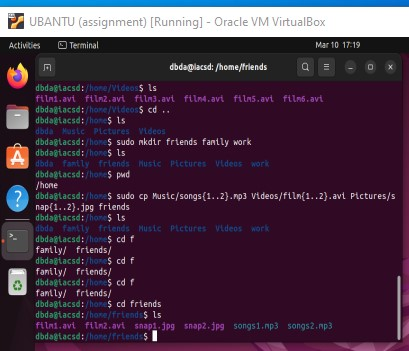 UBANTU (assignment) [Running] - Oracle VM VirtualBox
Activities Terminal Mar 10 17:19
dbda@iacsd: /home/friends
dbda@iacsd:/home/Videos$ ls
film1.avi film2.avi film3.avi film4.avi film5.avi film6.avi
dbda@iacsd:/home/Videos$ cd ..
dbda@iacsd:/home$ ls
dbda Music Pictures Videos
dbda@iacsd:/home$ sudo mkdir friends family work
dbda@iacsd:/home$ ls
dbda family friends Music Pictures Videos work
dbda@iacsd:/home$ pwd
/home
dbda@iacsd:/home$ sudo cp Music/songs{1..2}.mp3 Videos/film{1..2}.avi Pictures/s
nap{1..2}.jpg friends
dbda@iacsd:/home$ ls
dbda family friends Music Pictures Videos work
dbda@iacsd:/home$ cd f
family/ friends/
dbda@iacsd:/home$ cd f
family/ friends/
dbda@iacsd:/home$ cd f
family/ friends/
dbda@iacsd:/home$ cd friends
dbda@iacsd:/home/friends$ ls
film1.avi film2.avi snap1.jpg snap2.jpg songs1.mp3 songs2.mp3
dbda@iacsd:/home/friends$